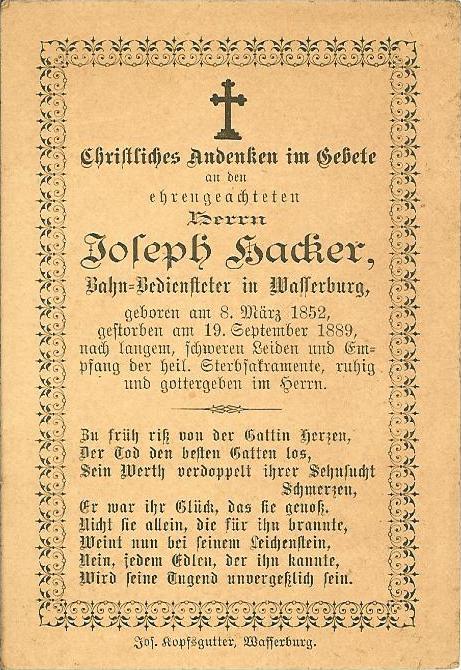 Christliches Andenken im Gebete
an den
ehrengeachteten
Herrn
Joseph Hacker,
Bahn=Bediensteter in Wasserburg,
geboren am 8. März 1852,
gestorben am 19. September 1889,
nach langem, schweren Leiden und Em=
pfang der heil. Sterbsakramente, ruhig
und gottergeben im Herrn.
Zu früh riß von der Gattin Herzen,
Der Tod den besten Gatten los,
Sein Werth verdoppelt ihrer Sehnsucht
Schmerzen,
Er war ihr Glück, das sie genoß.
Nicht sie allein, die für ihn brannte,
Weint nun bei seinem Leichenstein,
Nein, jedem Edlen, der ihn kannte,
Wird seine Tugend unvergeßlich sein.
Jos. Kopfsgutter, Wasserburg.